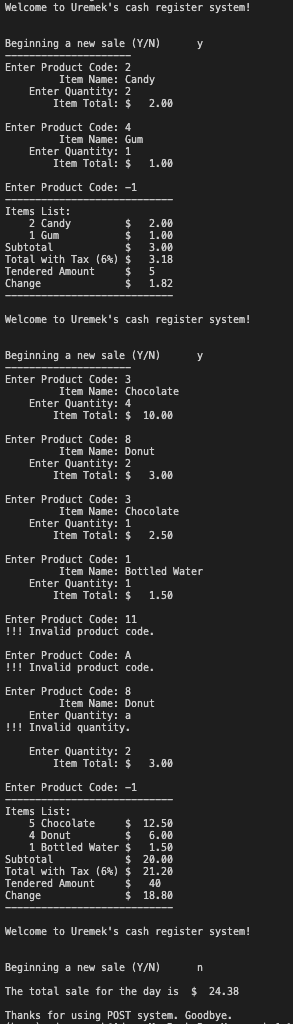 Welcome to Uremek's cash register system!
Beginning a new sale (Y/N)      y
--------------------
Enter Product Code: 2
         Item Name: Candy
    Enter Quantity: 2
        Item Total: $   2.00
Enter Product Code: 4
         Item Name: Gum
    Enter Quantity: 1
        Item Total: $   1.00
Enter Product Code: -1
----------------------------
Items List:
    2 Candy         $   2.00
    1 Gum           $   1.00
Subtotal            $   3.00
Total with Tax (6%) $   3.18
Tendered Amount     $   5
Change              $   1.82
----------------------------
Welcome to Uremek's cash register system!
Beginning a new sale (Y/N)      y
--------------------
Enter Product Code: 3
         Item Name: Chocolate
    Enter Quantity: 4
        Item Total: $  10.00
Enter Product Code: 8
         Item Name: Donut
    Enter Quantity: 2
        Item Total: $   3.00
Enter Product Code: 3
         Item Name: Chocolate
    Enter Quantity: 1
        Item Total: $   2.50
Enter Product Code: 1
         Item Name: Bottled Water
    Enter Quantity: 1
        Item Total: $   1.50
Enter Product Code: 11
!!! Invalid product code.
Enter Product Code: A
!!! Invalid product code.
Enter Product Code: 8
         Item Name: Donut
    Enter Quantity: a
!!! Invalid quantity.
    Enter Quantity: 2
        Item Total: $   3.00
Enter Product Code: -1
----------------------------
Items List:
    5 Chocolate     $  12.50
    4 Donut         $   6.00
    1 Bottled Water $   1.50
Subtotal            $  20.00
Total with Tax (6%) $  21.20
Tendered Amount     $   40
Change              $  18.80
----------------------------
Welcome to Uremek's cash register system!
Beginning a new sale (Y/N)      n
The total sale for the day is  $  24.38
Thanks for using POST system. Goodbye.